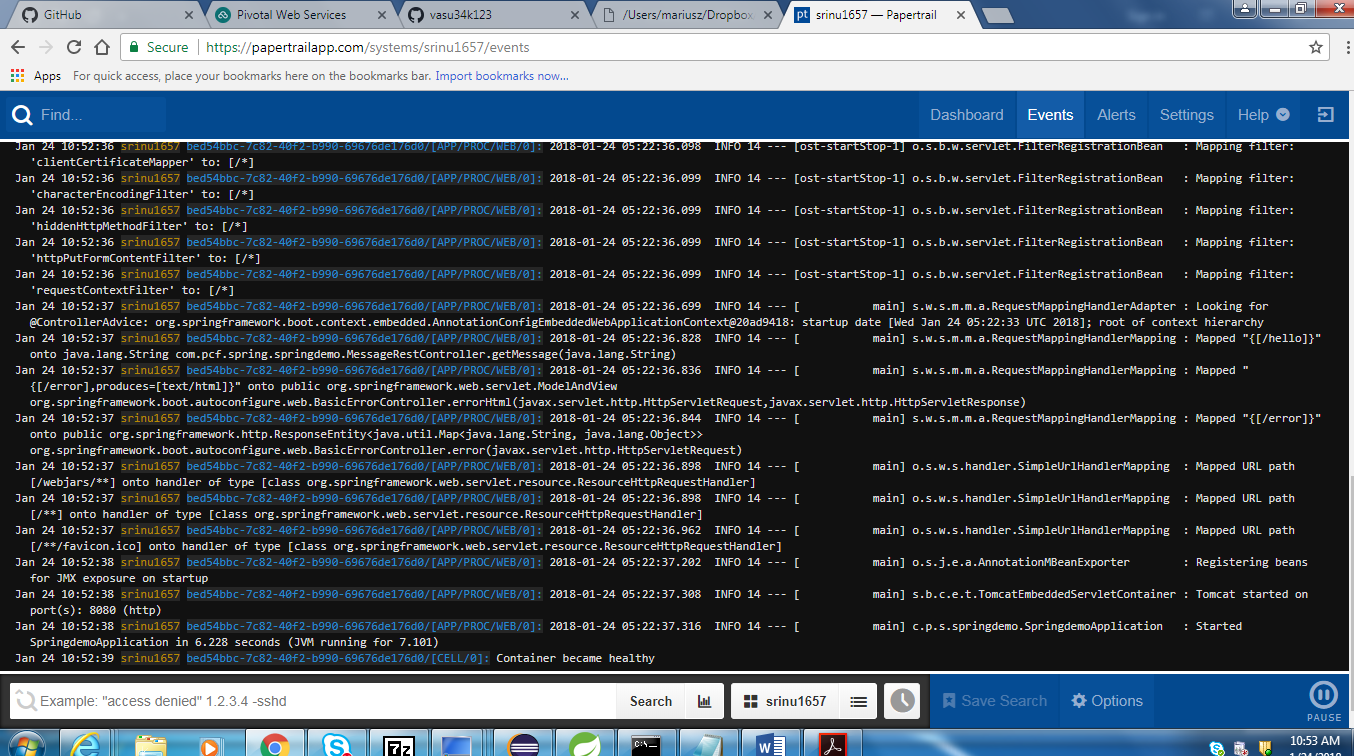 GitHub
Pivotal Web Services
vasu34k123
/Users/mariusz/Dropbox
pt srinu1657 — Papertrail
Secure https://papertrailapp.com/systems/srinu1657/events
Apps For quick access, place your bookmarks here on the bookmarks bar. Import bookmarks now...
Find... Dashboard Events Alerts Settings Help
Jan 24 10:52:36 srinu1657 bed54bbc-7c82-40f2-b990-69676de176d0/[APP/PROC/WEB/0]: 2018-01-24 05:22:36.098 INFO 14 --- [ost-startStop-1] o.s.b.w.servlet.FilterRegistrationBean : Mapping filter:
'clientCertificateMapper' to: [/*]
Jan 24 10:52:36 srinu1657 bed54bbc-7c82-40f2-b990-69676de176d0/[APP/PROC/WEB/0]: 2018-01-24 05:22:36.099 INFO 14 --- [ost-startStop-1] o.s.b.w.servlet.FilterRegistrationBean : Mapping filter:
'characterEncodingFilter' to: [/*]
Jan 24 10:52:36 srinu1657 bed54bbc-7c82-40f2-b990-69676de176d0/[APP/PROC/WEB/0]: 2018-01-24 05:22:36.099 INFO 14 --- [ost-startStop-1] o.s.b.w.servlet.FilterRegistrationBean : Mapping filter:
'hiddenHttpMethodFilter' to: [/*]
Jan 24 10:52:36 srinu1657 bed54bbc-7c82-40f2-b990-69676de176d0/[APP/PROC/WEB/0]: 2018-01-24 05:22:36.099 INFO 14 --- [ost-startStop-1] o.s.b.w.servlet.FilterRegistrationBean : Mapping filter:
'httpPutFormContentFilter' to: [/*]
Jan 24 10:52:36 srinu1657 bed54bbc-7c82-40f2-b990-69676de176d0/[APP/PROC/WEB/0]: 2018-01-24 05:22:36.099 INFO 14 --- [ost-startStop-1] o.s.b.w.servlet.FilterRegistrationBean : Mapping filter:
'requestContextFilter' to: [/*]
Jan 24 10:52:37 srinu1657 bed54bbc-7c82-40f2-b990-69676de176d0/[APP/PROC/WEB/0]: 2018-01-24 05:22:36.699 INFO 14 --- [ main] s.w.s.m.m.a.RequestMappingHandlerAdapter : Looking for
@ControllerAdvice: org.springframework.boot.context.embedded.AnnotationConfigEmbeddedWebApplicationContext@20ad9418: startup date [Wed Jan 24 05:22:33 UTC 2018]; root of context hierarchy
Jan 24 10:52:37 srinu1657 bed54bbc-7c82-40f2-b990-69676de176d0/[APP/PROC/WEB/0]: 2018-01-24 05:22:36.828 INFO 14 --- [ main] s.w.s.m.m.a.RequestMappingHandlerMapping : Mapped "{[/hello]}"
onto java.lang.String com.pcf.spring.springdemo.MessageRestController.getMessage(java.lang.String)
Jan 24 10:52:37 srinu1657 bed54bbc-7c82-40f2-b990-69676de176d0/[APP/PROC/WEB/0]: 2018-01-24 05:22:36.836 INFO 14 --- [ main] s.w.s.m.m.a.RequestMappingHandlerMapping : Mapped "
{[/error],produces=[text/html]}" onto public org.springframework.web.servlet.ModelAndView
org.springframework.boot.autoconfigure.web.BasicErrorController.errorHtml(javax.servlet.http.HttpServletRequest,javax.servlet.http.HttpServletResponse)
Jan 24 10:52:37 srinu1657 bed54bbc-7c82-40f2-b990-69676de176d0/[APP/PROC/WEB/0]: 2018-01-24 05:22:36.844 INFO 14 --- [ main] s.w.s.m.m.a.RequestMappingHandlerMapping : Mapped "{[/error]}"
onto public org.springframework.http.ResponseEntity<java.util.Map<java.lang.String, java.lang.Object>>
org.springframework.boot.autoconfigure.web.BasicErrorController.error(javax.servlet.http.HttpServletRequest)
Jan 24 10:52:37 srinu1657 bed54bbc-7c82-40f2-b990-69676de176d0/[APP/PROC/WEB/0]: 2018-01-24 05:22:36.898 INFO 14 --- [ main] o.s.w.s.handler.SimpleUrlHandlerMapping : Mapped URL path
[/webjars/**] onto handler of type [class org.springframework.web.servlet.resource.ResourceHttpRequestHandler]
Jan 24 10:52:37 srinu1657 bed54bbc-7c82-40f2-b990-69676de176d0/[APP/PROC/WEB/0]: 2018-01-24 05:22:36.898 INFO 14 --- [ main] o.s.w.s.handler.SimpleUrlHandlerMapping : Mapped URL path
[/**] onto handler of type [class org.springframework.web.servlet.resource.ResourceHttpRequestHandler]
Jan 24 10:52:37 srinu1657 bed54bbc-7c82-40f2-b990-69676de176d0/[APP/PROC/WEB/0]: 2018-01-24 05:22:36.962 INFO 14 --- [ main] o.s.w.s.handler.SimpleUrlHandlerMapping : Mapped URL path
[/**/favicon.ico] onto handler of type [class org.springframework.web.servlet.resource.ResourceHttpRequestHandler]
Jan 24 10:52:38 srinu1657 bed54bbc-7c82-40f2-b990-69676de176d0/[APP/PROC/WEB/0]: 2018-01-24 05:22:37.202 INFO 14 --- [ main] o.s.j.e.a.AnnotationMBeanExporter : Registering beans
for JMX exposure on startup
Jan 24 10:52:38 srinu1657 bed54bbc-7c82-40f2-b990-69676de176d0/[APP/PROC/WEB/0]: 2018-01-24 05:22:37.308 INFO 14 --- [ main] s.b.c.e.t.TomcatEmbeddedServletContainer : Tomcat started on
port(s): 8080 (http)
Jan 24 10:52:38 srinu1657 bed54bbc-7c82-40f2-b990-69676de176d0/[APP/PROC/WEB/0]: 2018-01-24 05:22:37.316 INFO 14 --- [ main] c.p.s.springdemo.SpringdemoApplication : Started
SpringdemoApplication in 6.228 seconds (JVM running for 7.101)
Jan 24 10:52:39 srinu1657 bed54bbc-7c82-40f2-b990-69676de176d0/[CELL/0]: Container became healthy
Example: "access denied" 1.2.3.4 -sshd Search srinu1657 Save Search Options
PAUSE
10:53 AM